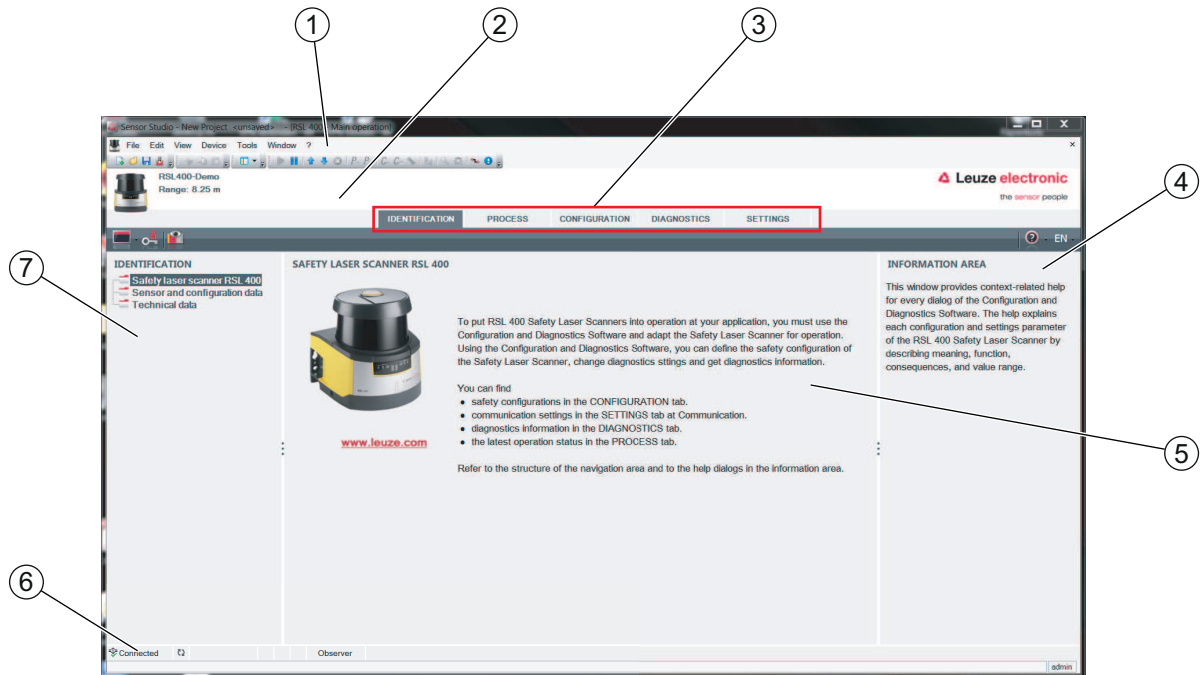 1
2
3
Sensor Studio - New Project <unsaved> - [RSL 400 - Main operation]
File Edit View Device Tools Window ?
RSL400-Demo
Range: 8.25 m
Leuze electronic
the sensor people
4
IDENTIFICATION PROCESS CONFIGURATION DIAGNOSTICS SETTINGS
EN
7
IDENTIFICATION
Safety laser scanner RSL 400
Sensor and configuration data
Technical data
SAFETY LASER SCANNER RSL 400
To put RSL 400 Safety Laser Scanners into operation at your application, you must use the
Configuration and Diagnostics Software and adapt the Safety Laser Scanner for operation.
Using the Configuration and Diagnostics Software, you can define the safety configuration of
the Safety Laser Scanner, change diagnostics sttings and get diagnostics information.
You can find
• safety configurations in the CONFIGURATION tab.
• communication settings in the SETTINGS tab at Communication.
• diagnostics information in the DIAGNOSTICS tab.
• the latest operation status in the PROCESS tab.
www.leuze.com
Refer to the structure of the navigation area and to the help dialogs in the information area.
INFORMATION AREA
This window provides context-related help
for every dialog of the Configuration and
Diagnostics Software. The help explains
each configuration and settings parameter
of the RSL 400 Safety Laser Scanner by
describing meaning, function,
consequences, and value range.
5
6
Connected
Observer
admin